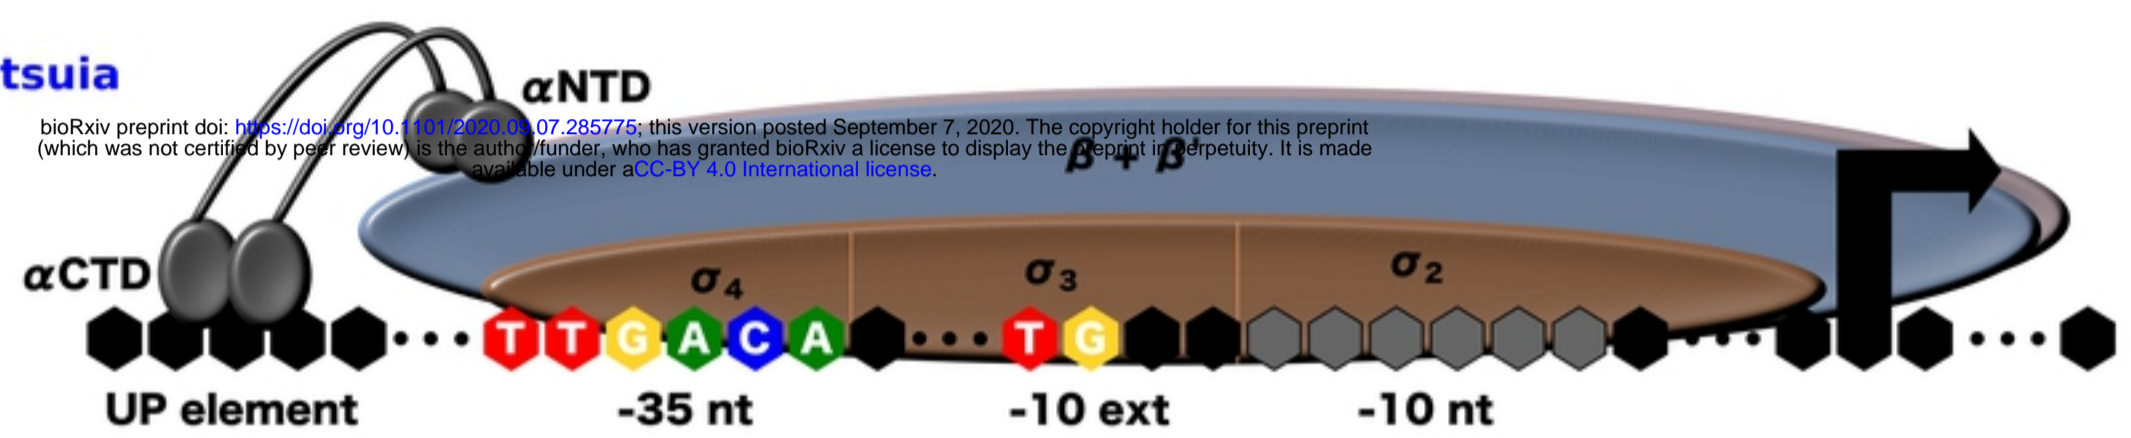 tsuia
αNTD
bioRxiv preprint doi: https://doi.org/10.1101/2020.09.07.285775; this version posted September 7, 2020. The copyright holder for this preprint
(which was not certified by peer review) is the author/funder, who has granted bioRxiv a license to display the preprint in perpetuity. It is made
available under aCC-BY 4.0 International license.
β + β'
αCTD
σ4 σ3 σ2
T T G A C A T G
UP element -35 nt -10 ext -10 nt